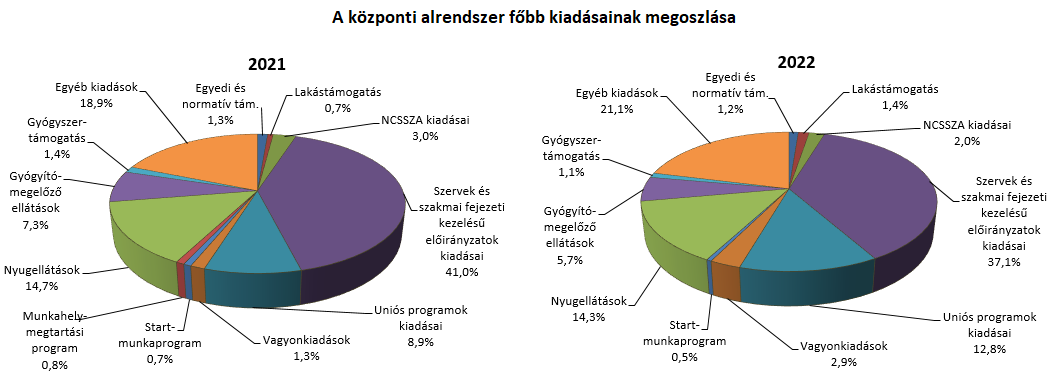 A központi alrendszer főbb kiadásainak megoszlása
2021
Egyéb kiadások
18,9%
Egyedi és
normatív tám.
1,3%
Lakástámogatás
0,7%
NCSSZA kiadásai
3,0%
Szervek és
szakmai fejezeti
kezelésű
előirányzatok
kiadásai
41,0%
Uniós programok
kiadásai
8,9%
Vagyonkiadások
1,3%
Start-
munkaprogram
0,7%
Munkahely-
megtartási
program
0,8%
Nyugellátások
14,7%
Gyógyító-
megelőző
ellátások
7,3%
Gyógyszer-
támogatás
1,4%
2022
Egyéb kiadások
21,1%
Egyedi és
normatív tám.
1,2%
Lakástámogatás
1,4%
NCSSZA kiadásai
2,0%
Szervek és
szakmai fejezeti
kezelésű
előirányzatok
kiadásai
37,1%
Uniós programok
kiadásai
12,8%
Vagyonkiadások
2,9%
Start-
munkaprogram
0,5%
Nyugellátások
14,3%
Gyógyító-
megelőző
ellátások
5,7%
Gyógyszer-
támogatás
1,1%